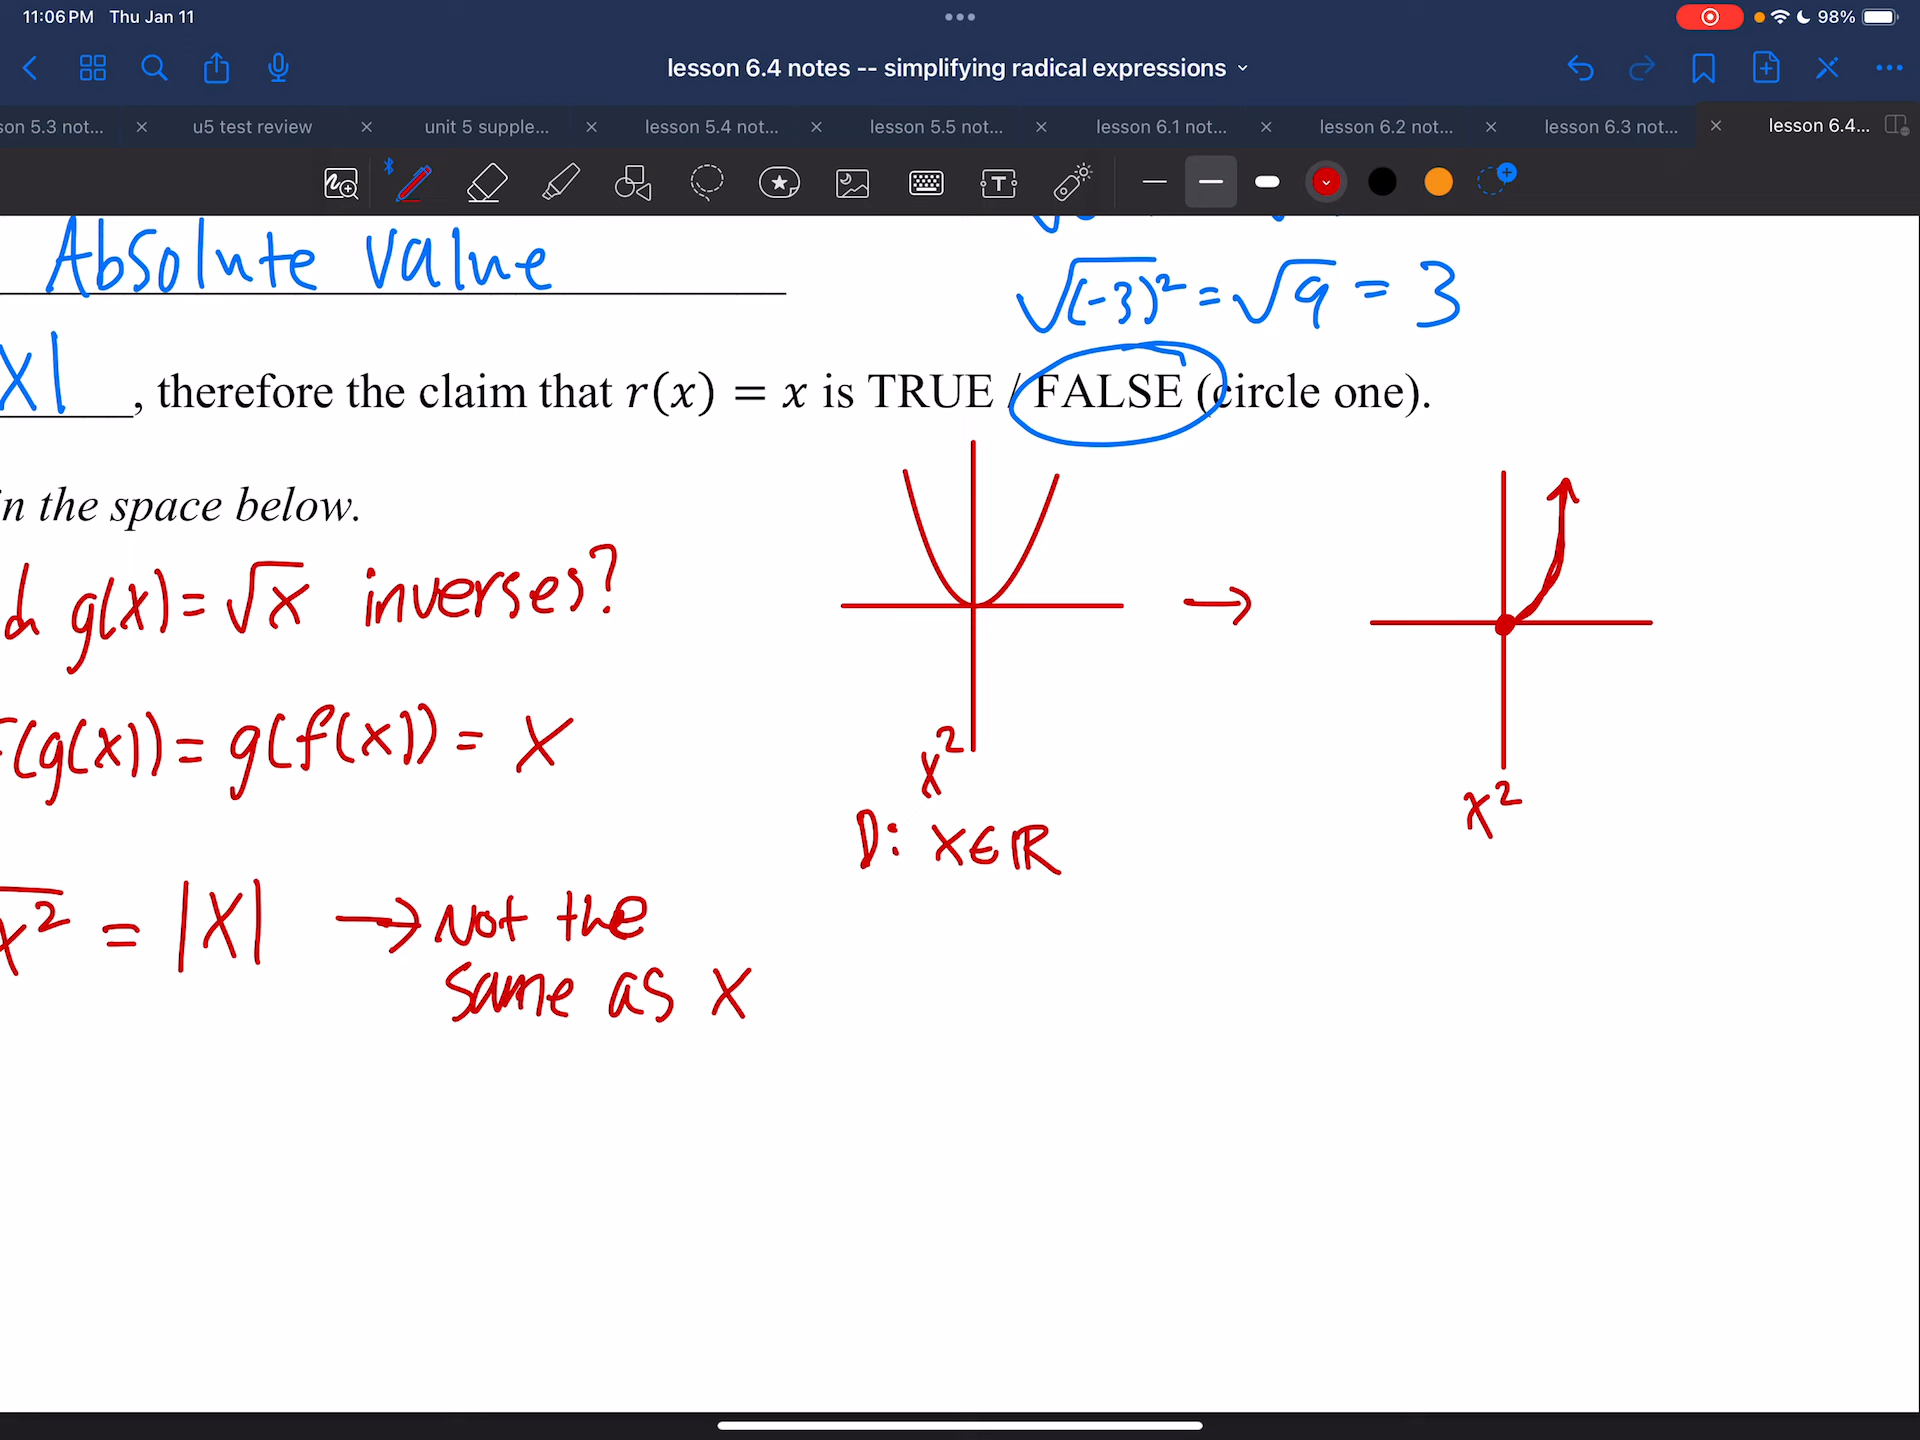 11:06 PM Thu Jan 11
98%
lesson 6.4 notes -- simplifying radical expressions
son 5.3 not... u5 test review unit 5 supple... lesson 5.4 not... lesson 5.5 not... lesson 6.1 not... lesson 6.2 not... lesson 6.3 not... lesson 6.4...
Absolute value
√(-3)² = √9 = 3
x|, therefore the claim that r(x) = x is TRUE / FALSE (circle one).
n the space below.
d g(x) = √x inverses?
f(g(x)) = g(f(x)) = x
x²
D: x∈ℝ
x²
x² = |x| → Not the
same as x